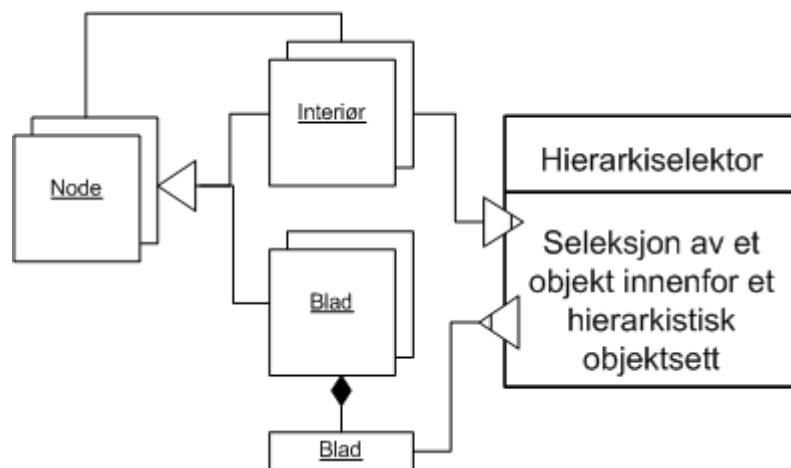 Interiør
Node
Blad
Blad
Hierarkiselektor
Seleksjon av et
objekt innenfor et
hierarkistisk
objektsett